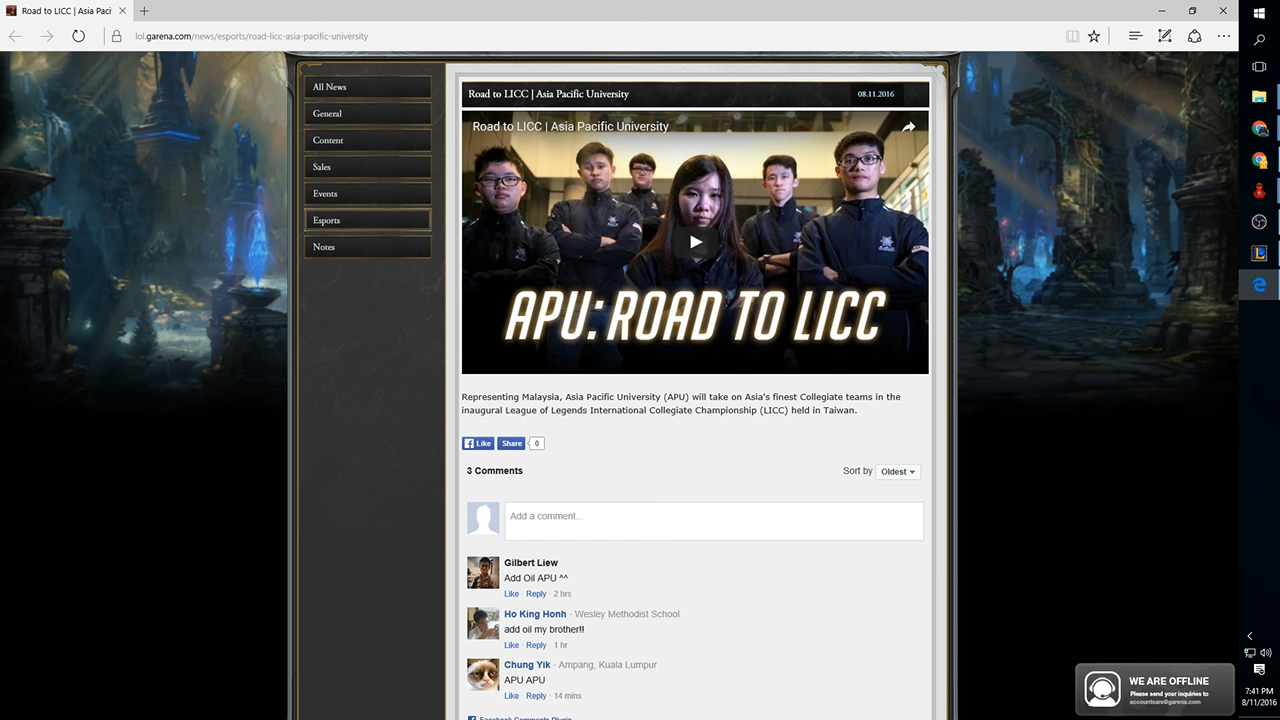 Road to LICC | Asia Paci
lol.garena.com/news/esports/road-licc-asia-pacific-university
All News
General
Content
Sales
Events
Esports
Notes
Road to LICC | Asia Pacific University
08.11.2016
Road to LICC | Asia Pacific University
APU: ROAD TO LICC
Representing Malaysia, Asia Pacific University (APU) will take on Asia's finest Collegiate teams in the
inaugural League of Legends International Collegiate Championship (LICC) held in Taiwan.
Like Share 0
3 Comments
Sort by Oldest
Add a comment...
Gilbert Liew
Add Oil APU ^^
Like · Reply · 2 hrs
Ho King Honh · Wesley Methodist School
add oil my brother!!
Like · Reply · 1 hr
Chung Yik · Ampang, Kuala Lumpur
APU APU
Like · Reply · 14 mins
Facebook Comments Plugin
WE ARE OFFLINE
Please send your inquiries to
accountsam@garena.com
7:41 PM
8/11/2016